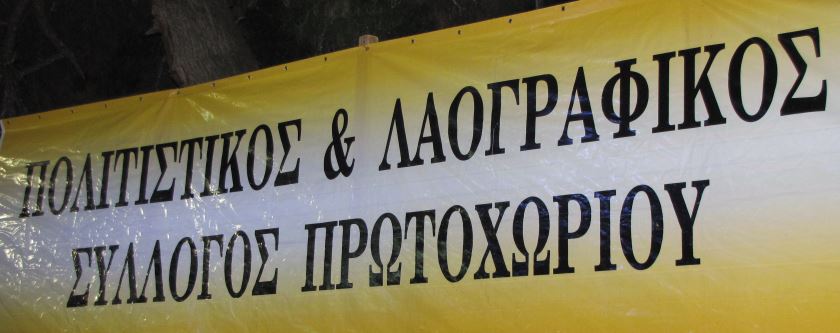 ΠΟΛΙΤΙΣΤΙΚΟΣ & ΛΑΟΓΡΑΦΙΚΟΣ
ΣΥΛΛΟΓΟΣ ΠΡΩΤΟΧΩΡΙΟΥ